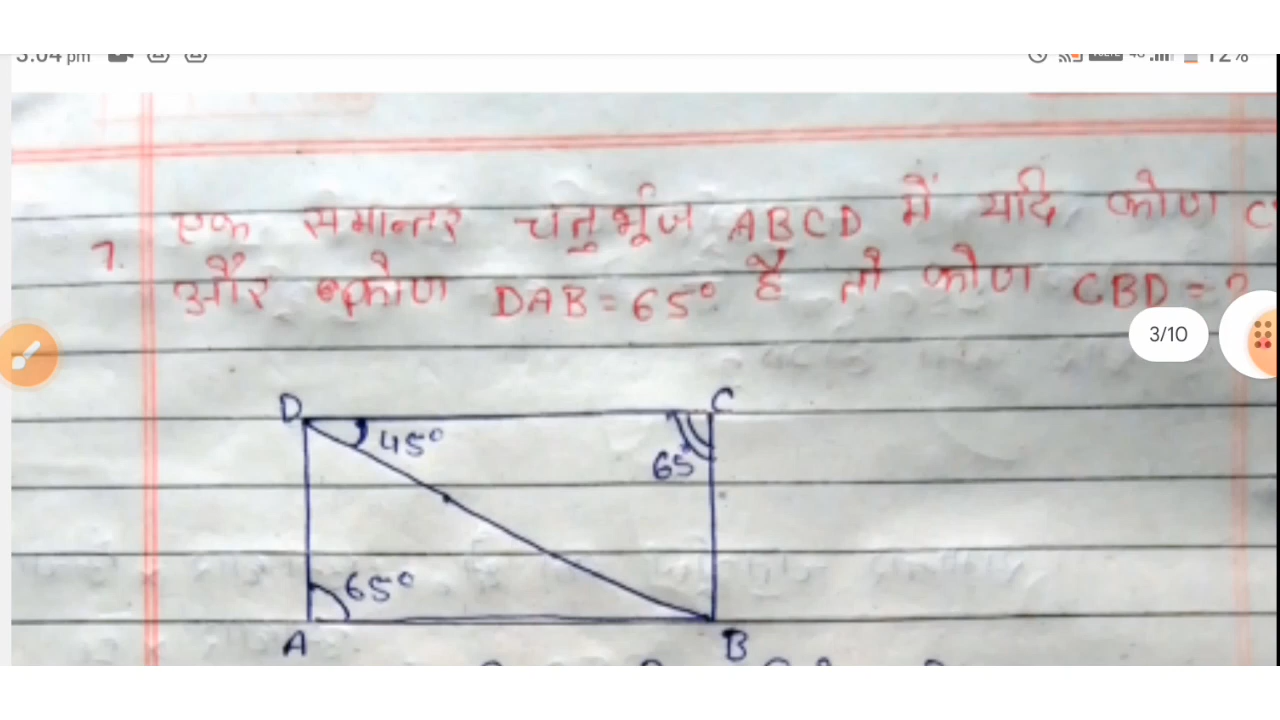 3:04 pm
12%
7. एक समान्तर चतुर्भूज ABCD में यदि कोण C
और कोण DAB = 65° है तो कोण CBD = ?
3/10
D
C
45°
65
65°
A
B